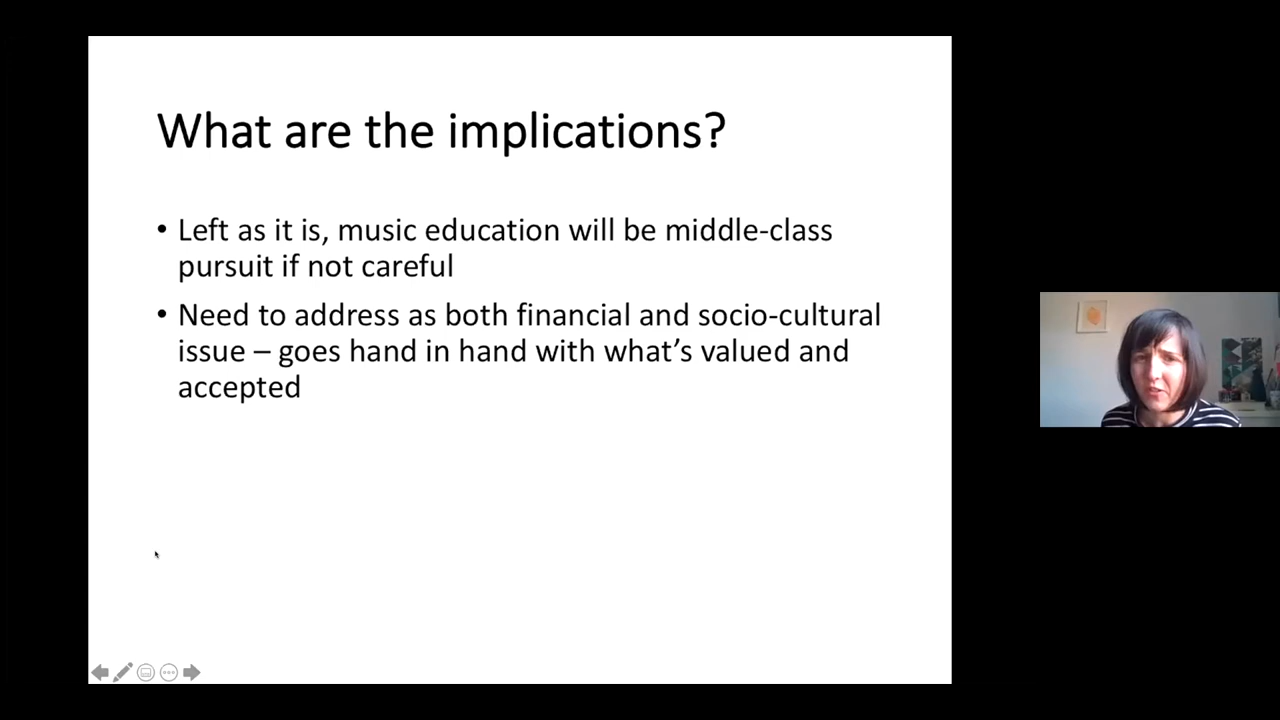 What are the implications?
• Left as it is, music education will be middle-class
pursuit if not careful
• Need to address as both financial and socio-cultural
issue – goes hand in hand with what’s valued and
accepted